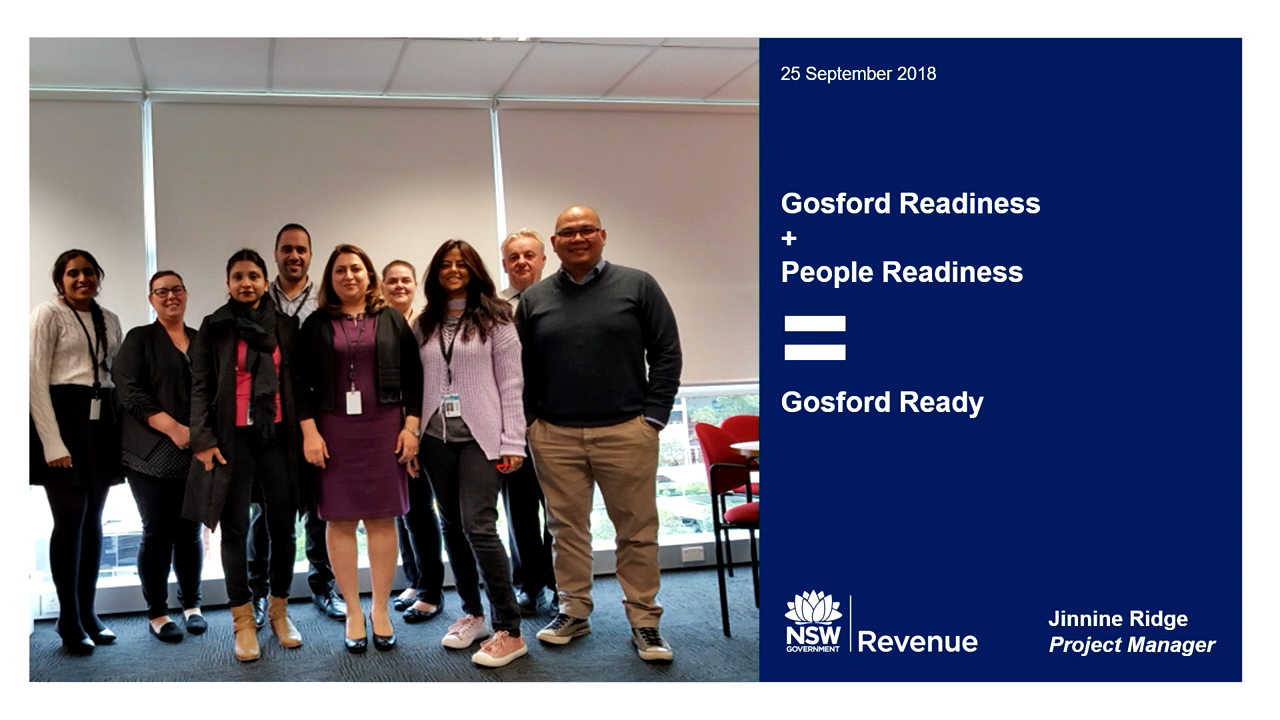 25 September 2018
Gosford Readiness
+
People Readiness
=
Gosford Ready
NSW
GOVERNMENT
Revenue
Jinnine Ridge
Project Manager